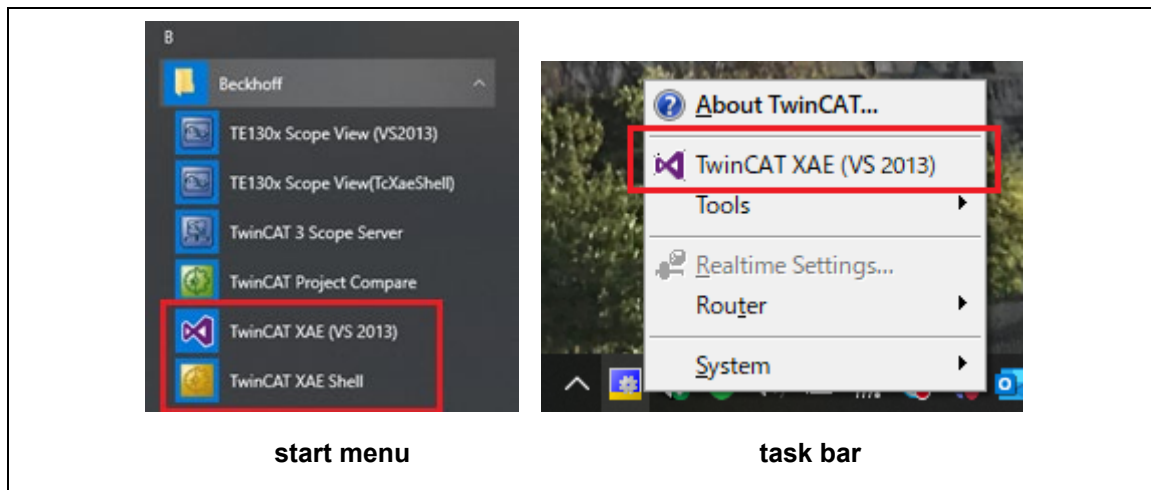 B
Beckhoff
TE130x Scope View (VS2013)
TE130x Scope View(TcXaeShell)
TwinCAT 3 Scope Server
TwinCAT Project Compare
TwinCAT XAE (VS 2013)
TwinCAT XAE Shell
start menu
About TwinCAT...
TwinCAT XAE (VS 2013)
Tools
Realtime Settings...
Router
System
task bar